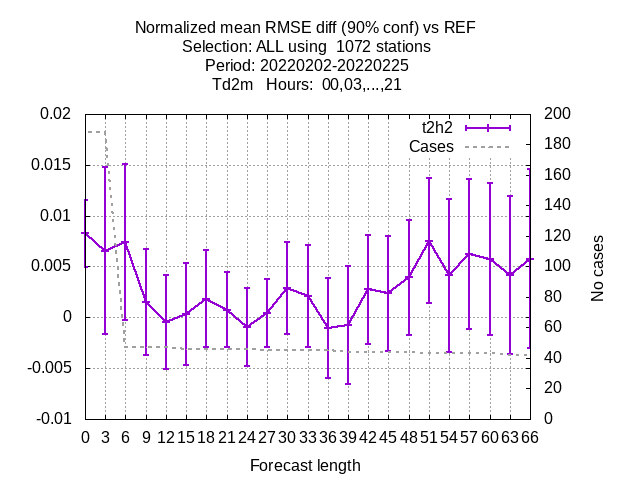 Normalized mean RMSE diff (90% conf) vs REF
Selection: ALL using  1072 stations
Period: 20220202-20220225
Td2m   Hours:  00,03,...,21
0.02
0.015
0.01
0.005
0
-0.005
-0.01
t2h2
Cases
200
180
160
140
120
100
80
60
40
20
0
No cases
0 3 6 9 12 15 18 21 24 27 30 33 36 39 42 45 48 51 54 57 60 63 66
Forecast length